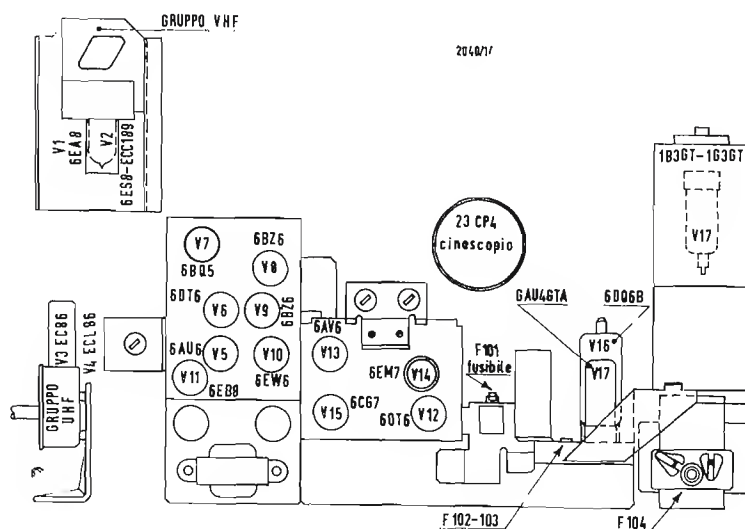 GRUPPO VHF
2040/1/
V1
6EA8
V2
6ES8-ECC189
1B3GT-1G3GT
V17
23 CP4
cinescopio
V7
6BQ5
6BZ6
V8
6DT6
V6
V9
6BZ6
6AU4GTA
6DQ6B
V16
V17
V3 EC86
V4 ECL86
GRUPPO
UHF
6AU6
V5
V10
V11
6EB8
6EW6
6AV6
V13
6EM7
V14
F101
fusibile
V15
6CG7
6DT6
V12
F 102-103
F 104